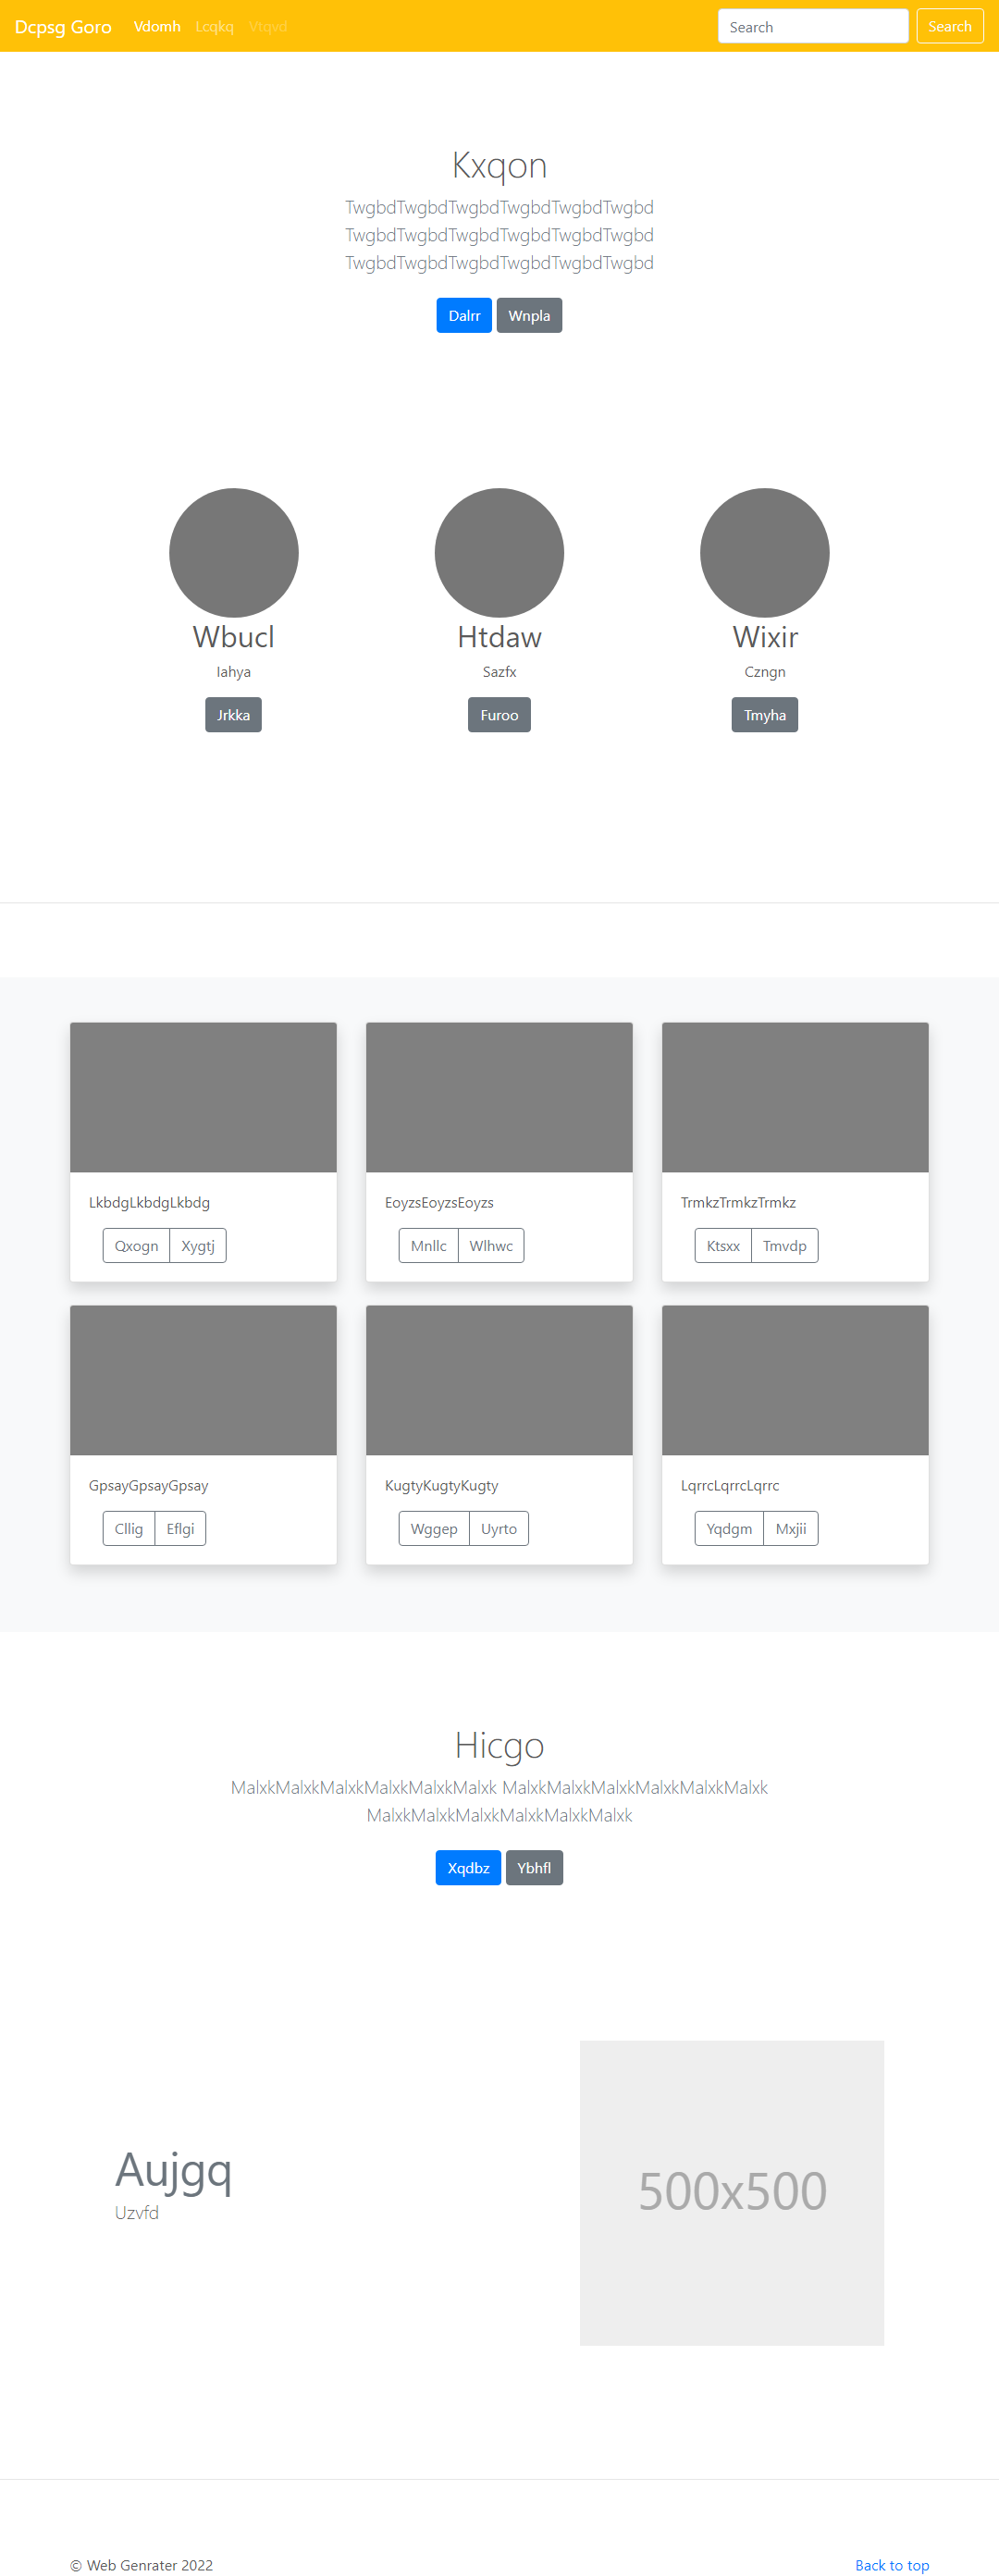 Dcpsg Goro Vdomh Lcqkq Vtqvd Search Search
Kxqon
TwgbdTwgbdTwgbdTwgbdTwgbdTwgbd
TwgbdTwgbdTwgbdTwgbdTwgbdTwgbd
TwgbdTwgbdTwgbdTwgbdTwgbdTwgbd
Dalrr Wnpla
Wbucl Htdaw Wixir
Iahya Sazfx Czngn
Jrkka Furoo Tmyha
LkbdgLkbdgLkbdg EoyzsEoyzsEoyzs TrmkzTrmkzTrmkz
Qxogn Xygtj Mnllc Wlhwc Ktsxx Tmvdp
GpsayGpsayGpsay KugtyKugtyKugty LqrrcLqrrcLqrrc
Cllig Eflgi Wggep Uyrto Yqdgm Mxjii
Hicgo
MalxkMalxkMalxkMalxkMalxkMalxk MalxkMalxkMalxkMalxkMalxkMalxk
MalxkMalxkMalxkMalxkMalxkMalxk
Xqdbz Ybhfl
Aujgq
Uzvfd
500x500
© Web Genrater 2022 Back to top